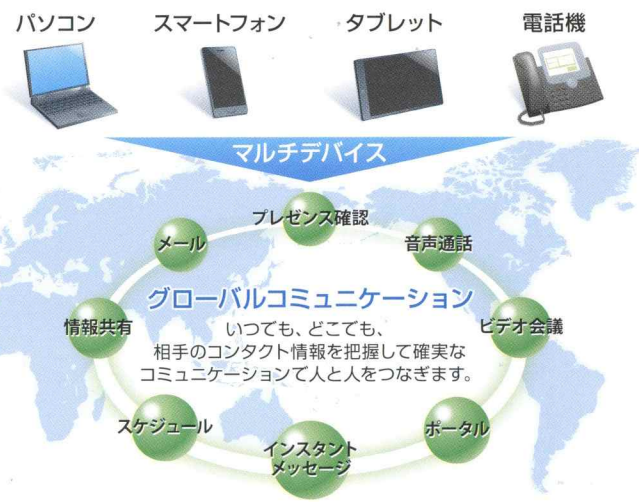 パソコン
スマートフォン
タブレット
電話機
マルチデバイス
プレゼンス確認
メール
音声通話
グローバルコミュニケーション
情報共有
ビデオ会議
いつでも、どこでも、
相手のコンタクト情報を把握して確実な
コミュニケーションで人と人をつなぎます。
スケジュール
ポータル
インスタント
メッセージ